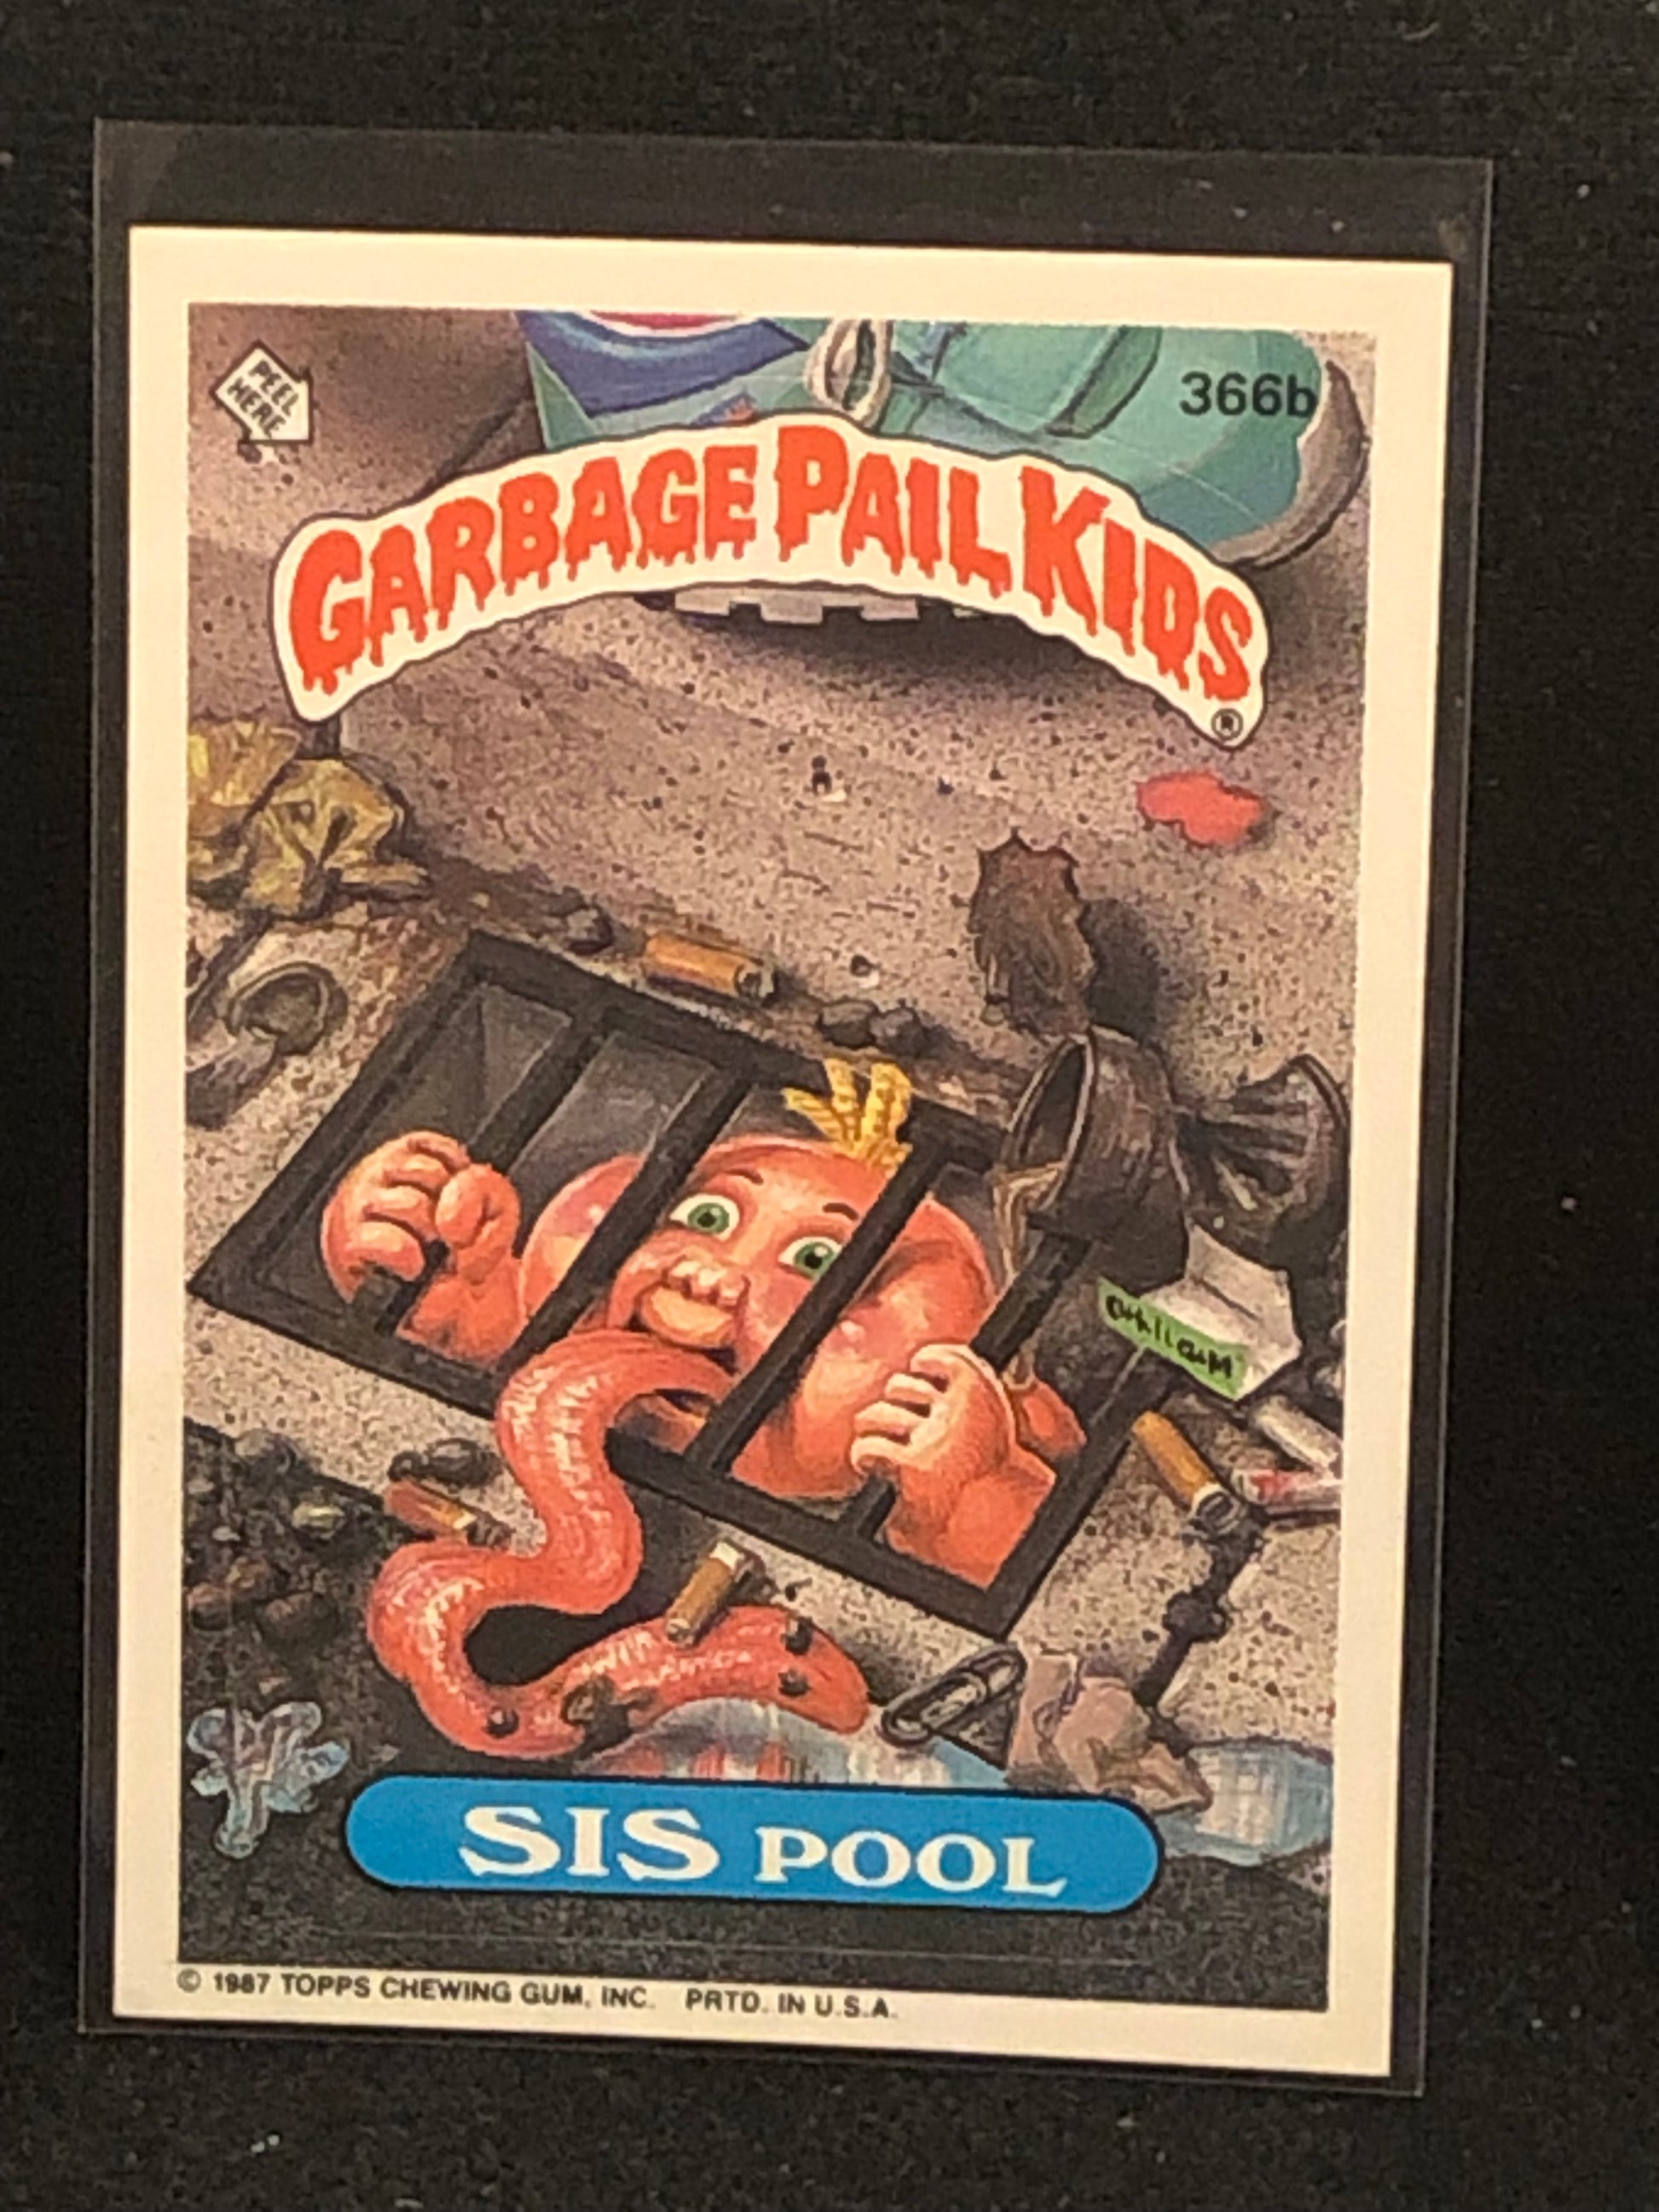 PEEL
HERE
366b
GARBAGE PAIL KIDS
®
SIS POOL
© 1987 TOPPS CHEWING GUM, INC. PRTD. IN U.S.A.